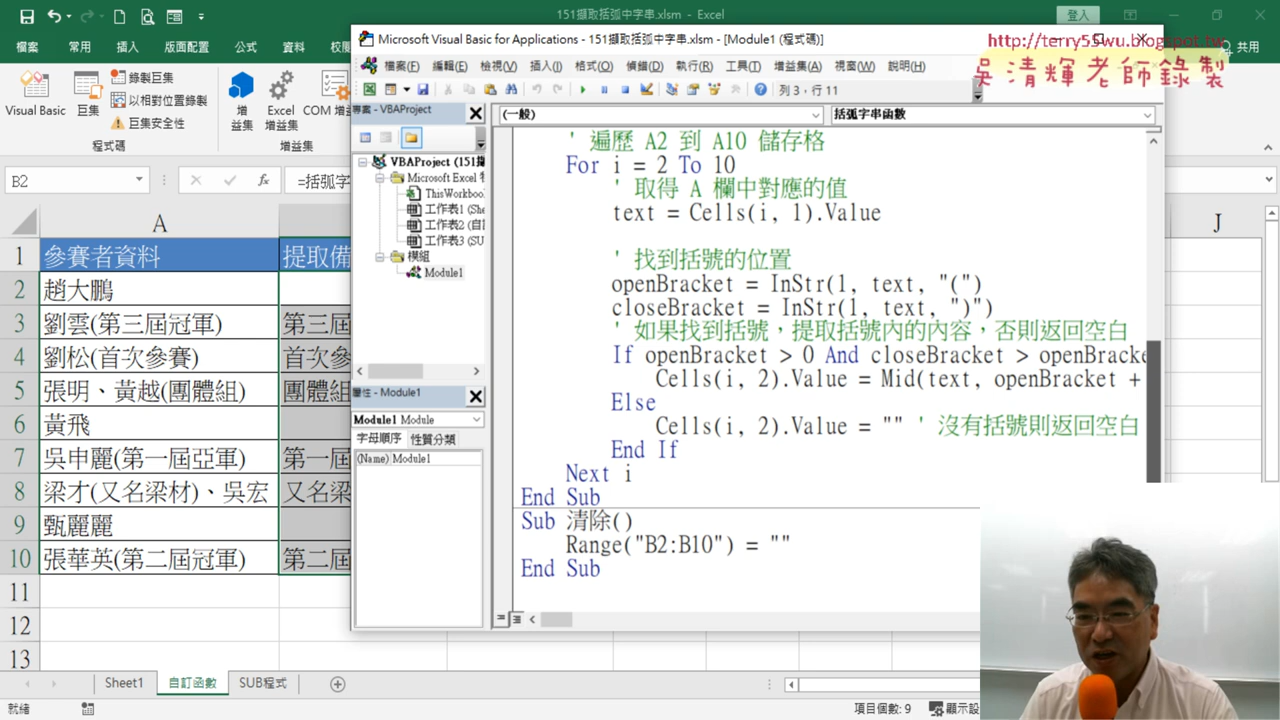 151擷取括弧中字串.xlsm - Excel
登入
檔案 常用 插入 版面配置 公式 資料
共用
Visual Basic
巨集
錄製巨集
以相對位置錄製
巨集安全性
程式碼
增益集
Excel 增益集
COM 增益
增益集
B2
fx
=括弧字
A
J
1 參賽者資料 提取備
2 趙大鵬
3 劉雲(第三屆冠軍) 第三屆
4 劉松(首次參賽) 首次參
5 張明、黃越(團體組) 團體組
6 黃飛
7 吳申麗(第一屆亞軍) 第一屆
8 梁才(又名梁材)、吳宏 又名梁
9 甄麗麗
10 張華英(第二屆冠軍) 第二屆
11
12
13
Sheet1 自訂函數 SUB程式
就緒
項目個數: 9
顯示設
Microsoft Visual Basic for Applications - 151擷取括弧中字串.xlsm - [Module1 (程式碼)]
http://terry55wu.blogspot.tw
吳清輝老師錄製
檔案(F) 編輯(E) 檢視(V) 插入(I) 格式(O) 偵錯(D) 執行(R) 工具(T) 增益集(A) 視窗(W) 說明(H)
列 3，行 11
專案 - VBAProject
VBAProject (151擷
Microsoft Excel 物
ThisWorkbook
工作表1 (She
工作表2 (自
工作表3 (SU
模組
Module1
屬性 - Module1
Module1 Module
字母順序 性質分類
(Name) Module1
(一般)
括弧字串函數
' 遍歷 A2 到 A10 儲存格
For i = 2 To 10
' 取得 A 欄中對應的值
text = Cells(i, 1).Value
' 找到括號的位置
openBracket = InStr(1, text, "(")
closeBracket = InStr(1, text, ")")
' 如果找到括號，提取括號內的內容，否則返回空白
If openBracket > 0 And closeBracket > openBracke
Cells(i, 2).Value = Mid(text, openBracket +
Else
Cells(i, 2).Value = "" ' 沒有括號則返回空白
End If
Next i
End Sub
Sub 清除()
Range("B2:B10") = ""
End Sub